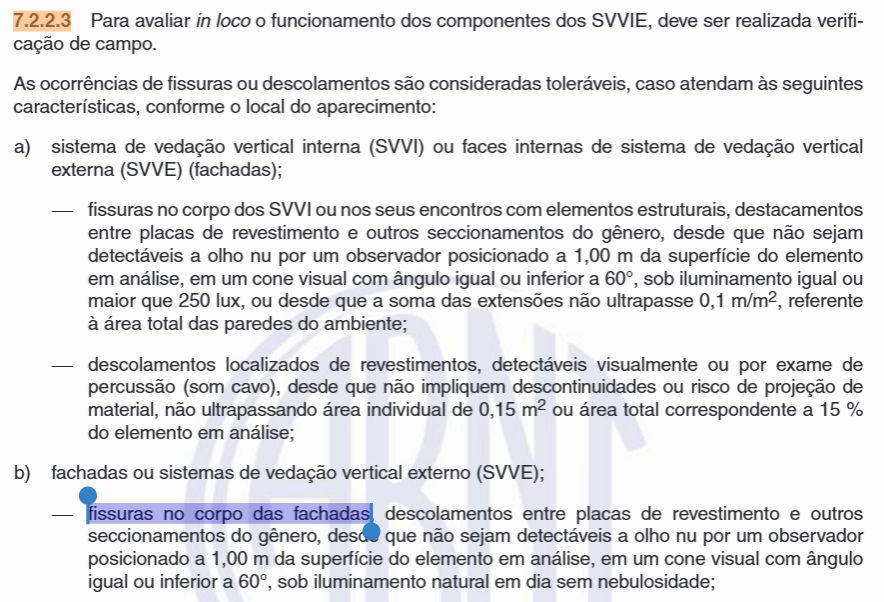 7.2.2.3 Para avaliar in loco o funcionamento dos componentes dos SVVIE, deve ser realizada verifi-
cação de campo.
As ocorrências de fissuras ou descolamentos são consideradas toleráveis, caso atendam às seguintes
características, conforme o local do aparecimento:
a) sistema de vedação vertical interna (SVVI) ou faces internas de sistema de vedação vertical
externa (SVVE) (fachadas);
— fissuras no corpo dos SVVI ou nos seus encontros com elementos estruturais, destacamentos
entre placas de revestimento e outros seccionamentos do gênero, desde que não sejam
detectáveis a olho nu por um observador posicionado a 1,00 m da superfície do elemento
em análise, em um cone visual com ângulo igual ou inferior a 60°, sob iluminamento igual ou
maior que 250 lux, ou desde que a soma das extensões não ultrapasse 0,1 m/m², referente
à área total das paredes do ambiente;
— descolamentos localizados de revestimentos, detectáveis visualmente ou por exame de
percussão (som cavo), desde que não impliquem descontinuidades ou risco de projeção de
material, não ultrapassando área individual de 0,15 m² ou área total correspondente a 15 %
do elemento em análise;
b) fachadas ou sistemas de vedação vertical externo (SVVE);
— fissuras no corpo das fachadas, descolamentos entre placas de revestimento e outros
seccionamentos do gênero, desde que não sejam detectáveis a olho nu por um observador
posicionado a 1,00 m da superfície do elemento em análise, em um cone visual com ângulo
igual ou inferior a 60°, sob iluminamento natural em dia sem nebulosidade;
ABNT